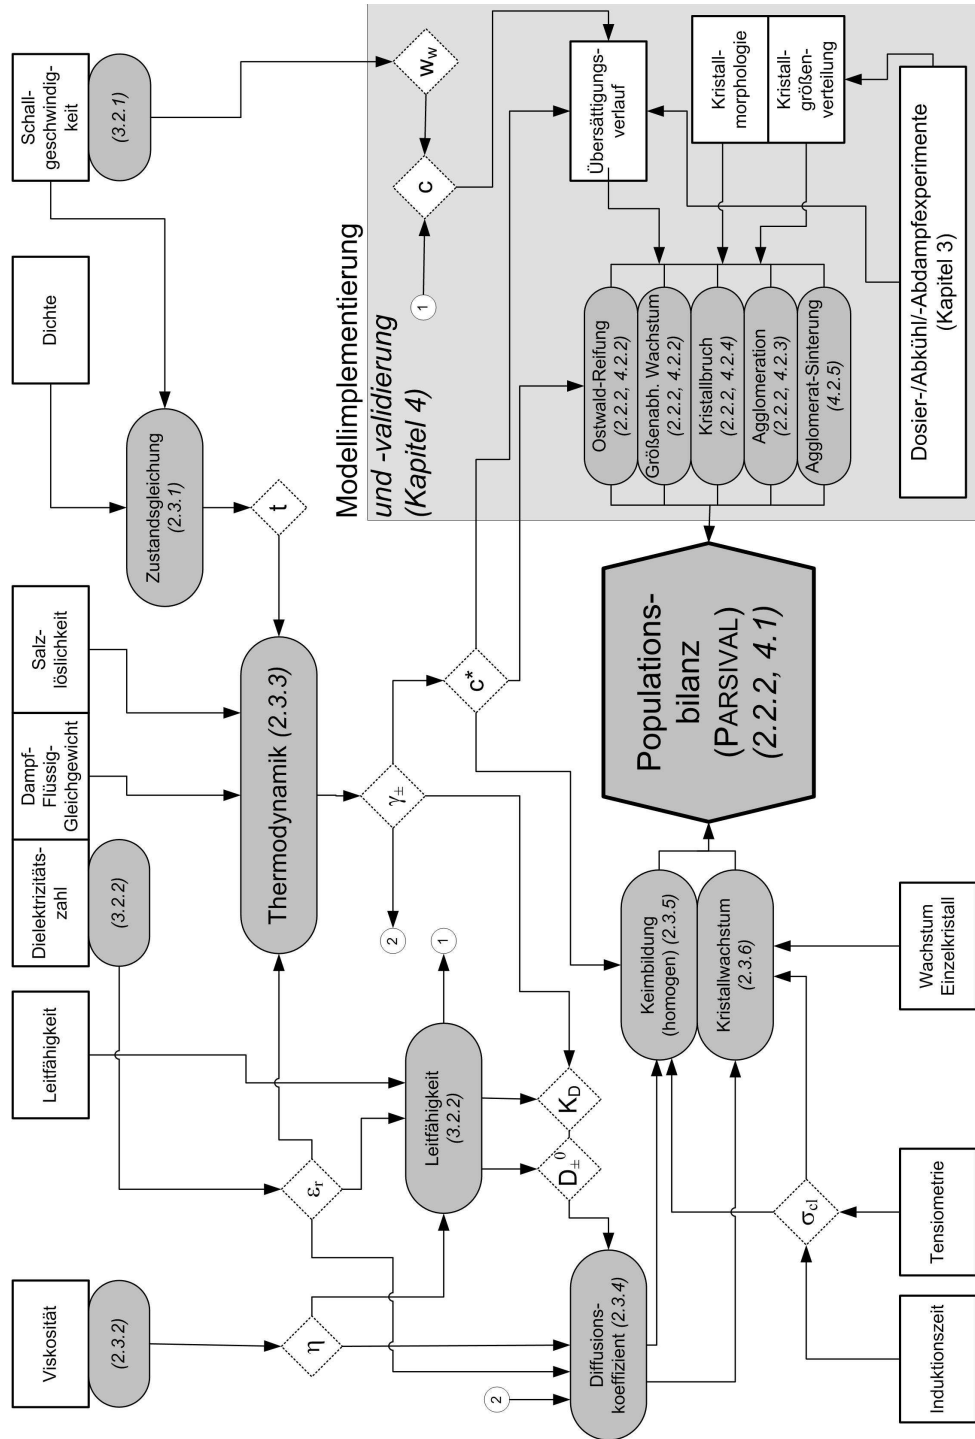 Viskosität
(2.3.2)
Leitfähigkeit
Dielektrizitäts-
zahl
(3.2.2)
Dampf-
Flüssig-
Gleichgewicht
Salz-
löslichkeit
Dichte
Schall-
geschwindig-
keit
(3.2.1)
Zustandsgleichung
(2.3.1)
t
η
εr
Thermodynamik (2.3.3)
γ±
2
Leitfähigkeit
(3.2.2)
1
c*
D±0
KD
2
Diffusions-
koeffizient (2.3.4)
Keimbildung
(homogen) (2.3.5)
Kristallwachstum
(2.3.6)
Populations-
bilanz
(PARSIVAL)
(2.2.2, 4.1)
Modellimplementierung
und -validierung
(Kapitel 4)
1
c
ww
Ostwald-Reifung
(2.2.2, 4.2.2)
Größenabh. Wachstum
(2.2.2, 4.2.2)
Kristallbruch
(2.2.2, 4.2.4)
Agglomeration
(2.2.2, 4.2.3)
Agglomerat-Sinterung
(4.2.5)
Übersättigungs-
verlauf
Kristall-
morphologie
Kristall-
größen-
verteilung
σcl
Induktionszeit
Tensiometrie
Wachstum
Einzelkristall
Dosier-/Abkühl/-Abdampfexperimente
(Kapitel 3)